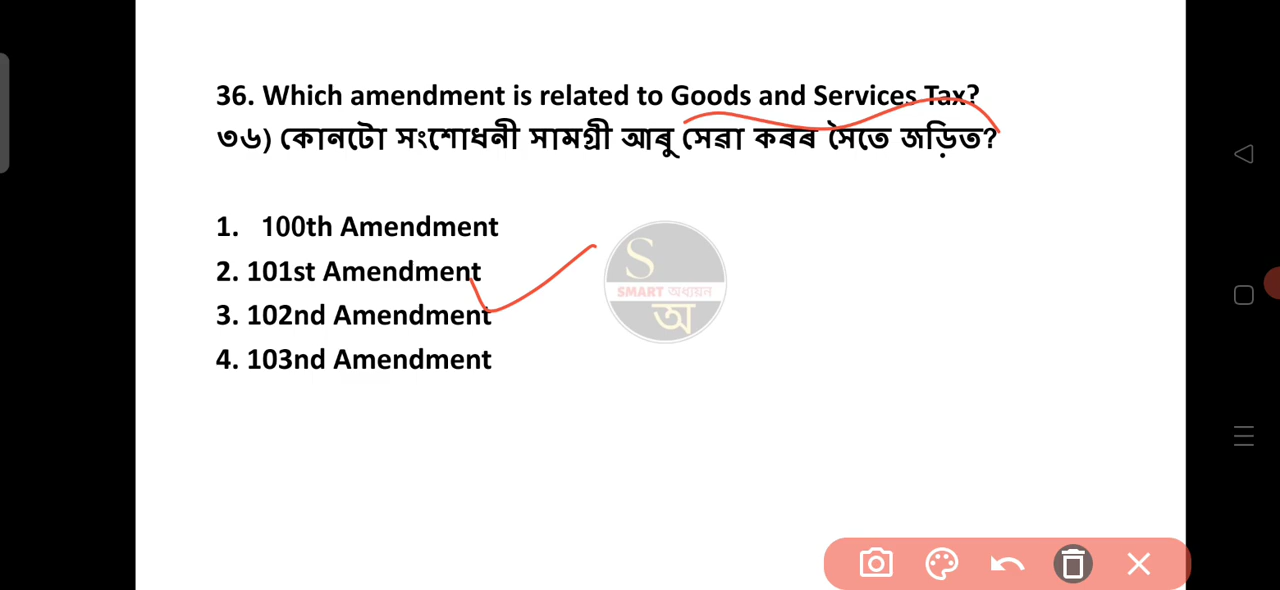 36. Which amendment is related to Goods and Services Tax?
৩৬) কোনটো সংশোধনী সামগ্ৰী আৰু সেৱা কৰৰ সৈতে জড়িত?
1. 100th Amendment
2. 101st Amendment
3. 102nd Amendment
4. 103nd Amendment
S
SMART অধ্যয়ন
অ